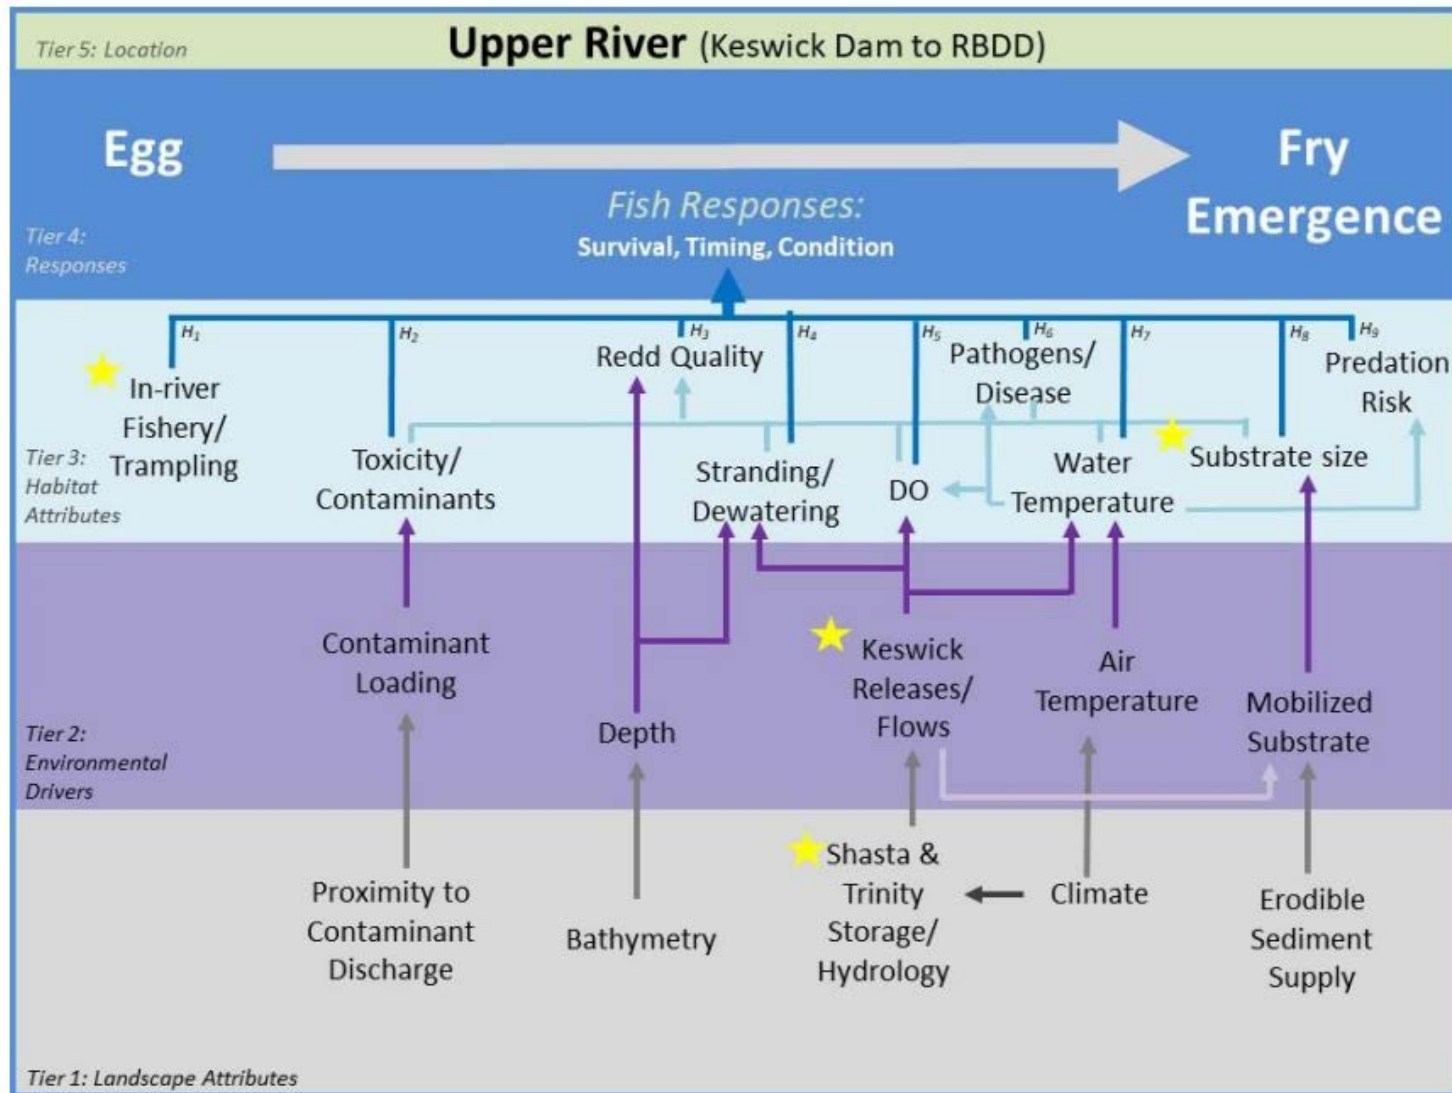 Tier 5: Location
Upper River (Keswick Dam to RBDD)
Egg
Fry
Emergence
Fish Responses:
Survival, Timing, Condition
Tier 4:
Responses
H1
H2
H3
H4
H5
H6
H7
H8
H9
In-river
Fishery/
Trampling
Toxicity/
Contaminants
Redd Quality
Stranding/
Dewatering
DO
Pathogens/
Disease
Water
Temperature
Substrate size
Predation
Risk
Tier 3:
Habitat
Attributes
Contaminant
Loading
Depth
Keswick
Releases/
Flows
Air
Temperature
Mobilized
Substrate
Tier 2:
Environmental
Drivers
Proximity to
Contaminant
Discharge
Bathymetry
Shasta &
Trinity
Storage/
Hydrology
Climate
Erodible
Sediment
Supply
Tier 1: Landscape Attributes